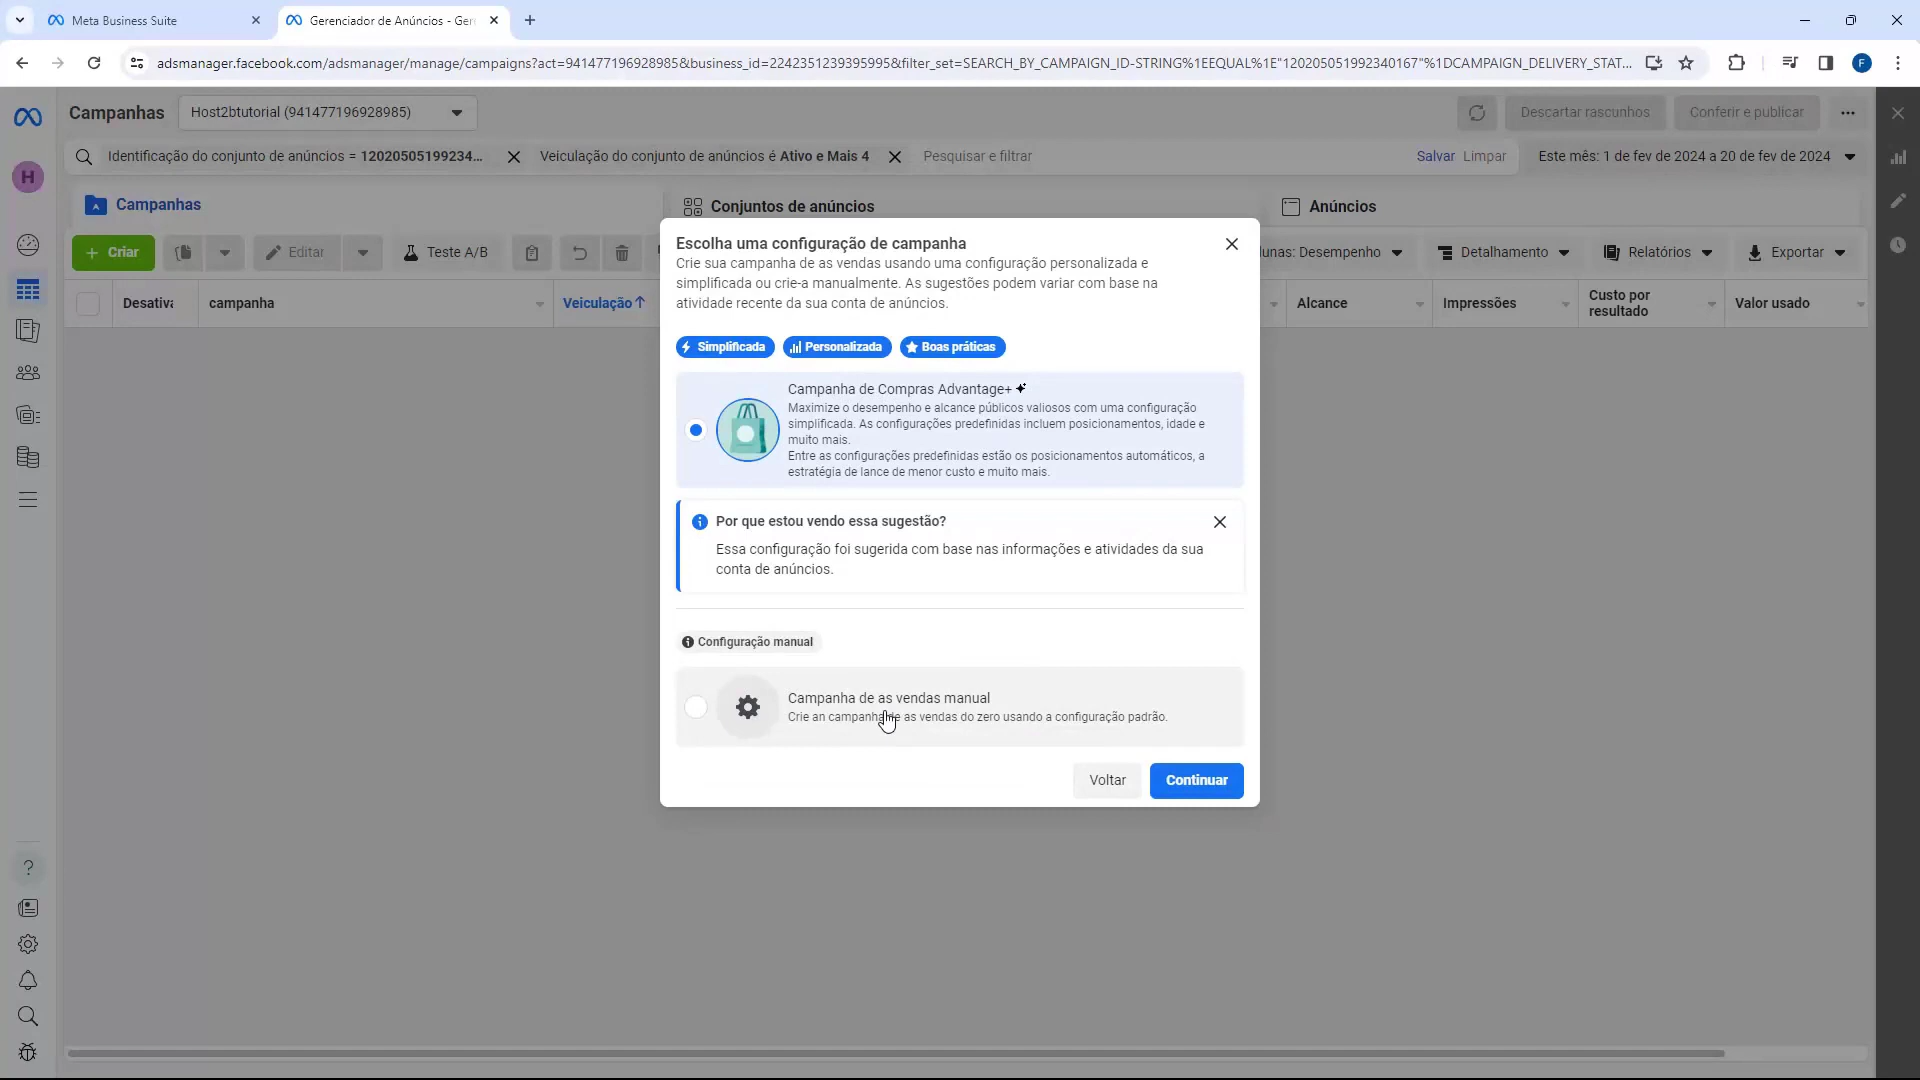 Meta Business Suite
Gerenciador de Anúncios - Ger
adsmanager.facebook.com/adsmanager/manage/campaigns?act=941477196928985&business_id=2242351239395995&filter_set=SEARCH_BY_CAMPAIGN_ID-STRING%1EEQUAL%1E"120205051992340167"%1DCAMPAIGN_DELIVERY_STAT...
F
Campanhas
Host2btutorial (941477196928985)
Descartar rascunhos
Conferir e publicar
H
Identificação do conjunto de anúncios = 12020505199234...
Veiculação do conjunto de anúncios é Ativo e Mais 4
Pesquisar e filtrar
Salvar
Limpar
Este mês: 1 de fev de 2024 a 20 de fev de 2024
Campanhas
Conjuntos de anúncios
Anúncios
+ Criar
Editar
Teste A/B
lunas: Desempenho
Detalhamento
Relatórios
Exportar
Desativa
campanha
Veiculação↑
Alcance
Impressões
Custo por
resultado
Valor usado
Escolha uma configuração de campanha
Crie sua campanha de as vendas usando uma configuração personalizada e
simplificada ou crie-a manualmente. As sugestões podem variar com base na
atividade recente da sua conta de anúncios.
Simplificada
Personalizada
Boas práticas
Campanha de Compras Advantage+
Maximize o desempenho e alcance públicos valiosos com uma configuração
simplificada. As configurações predefinidas incluem posicionamentos, idade e
muito mais.
Entre as configurações predefinidas estão os posicionamentos automáticos, a
estratégia de lance de menor custo e muito mais.
Por que estou vendo essa sugestão?
Essa configuração foi sugerida com base nas informações e atividades da sua
conta de anúncios.
Configuração manual
Campanha de as vendas manual
Crie an campanha de as vendas do zero usando a configuração padrão.
Voltar
Continuar